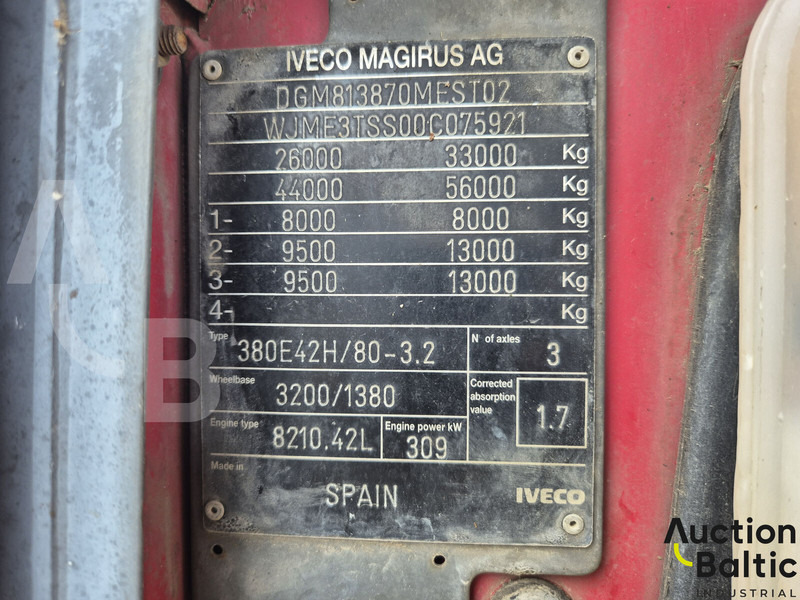 IVECO MAGIRUS AG
DGM813870MEST02
WJME3TSS00C075921
26000 33000 Kg
44000 56000 Kg
1- 8000 8000 Kg
2- 9500 13000 Kg
3- 9500 13000 Kg
4- Kg
Type 380E42H/80-3.2 N° of axles 3
Wheelbase 3200/1380 Corrected absorption value 1.7
Engine type 8210.42L Engine power kW 309
Made in SPAIN IVECO
AB
Auction
Baltic
INDUSTRIAL